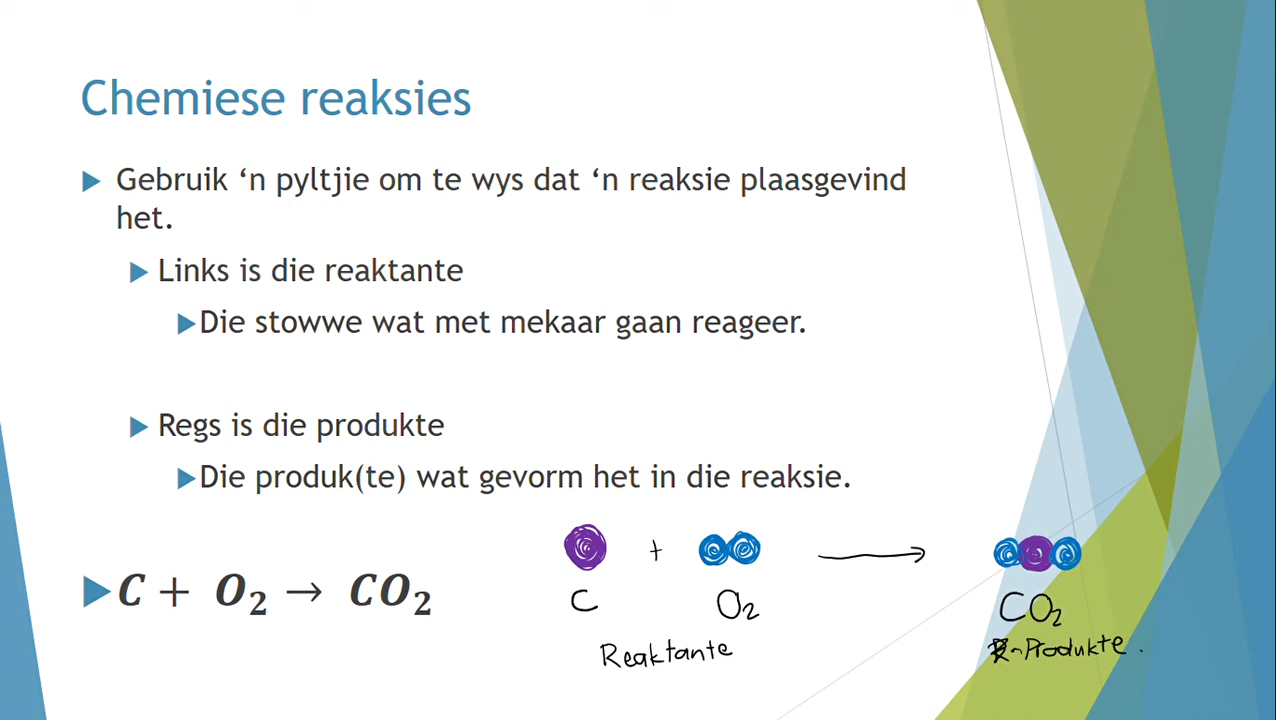 Chemiese reaksies
Gebruik ‘n pyltjie om te wys dat ‘n reaksie plaasgevind
het.
Links is die reaktante
Die stowwe wat met mekaar gaan reageer.
Regs is die produkte
Die produk(te) wat gevorm het in die reaksie.
C + O₂ → CO₂
+ →
C O₂ CO₂
Reaktante Produkte.